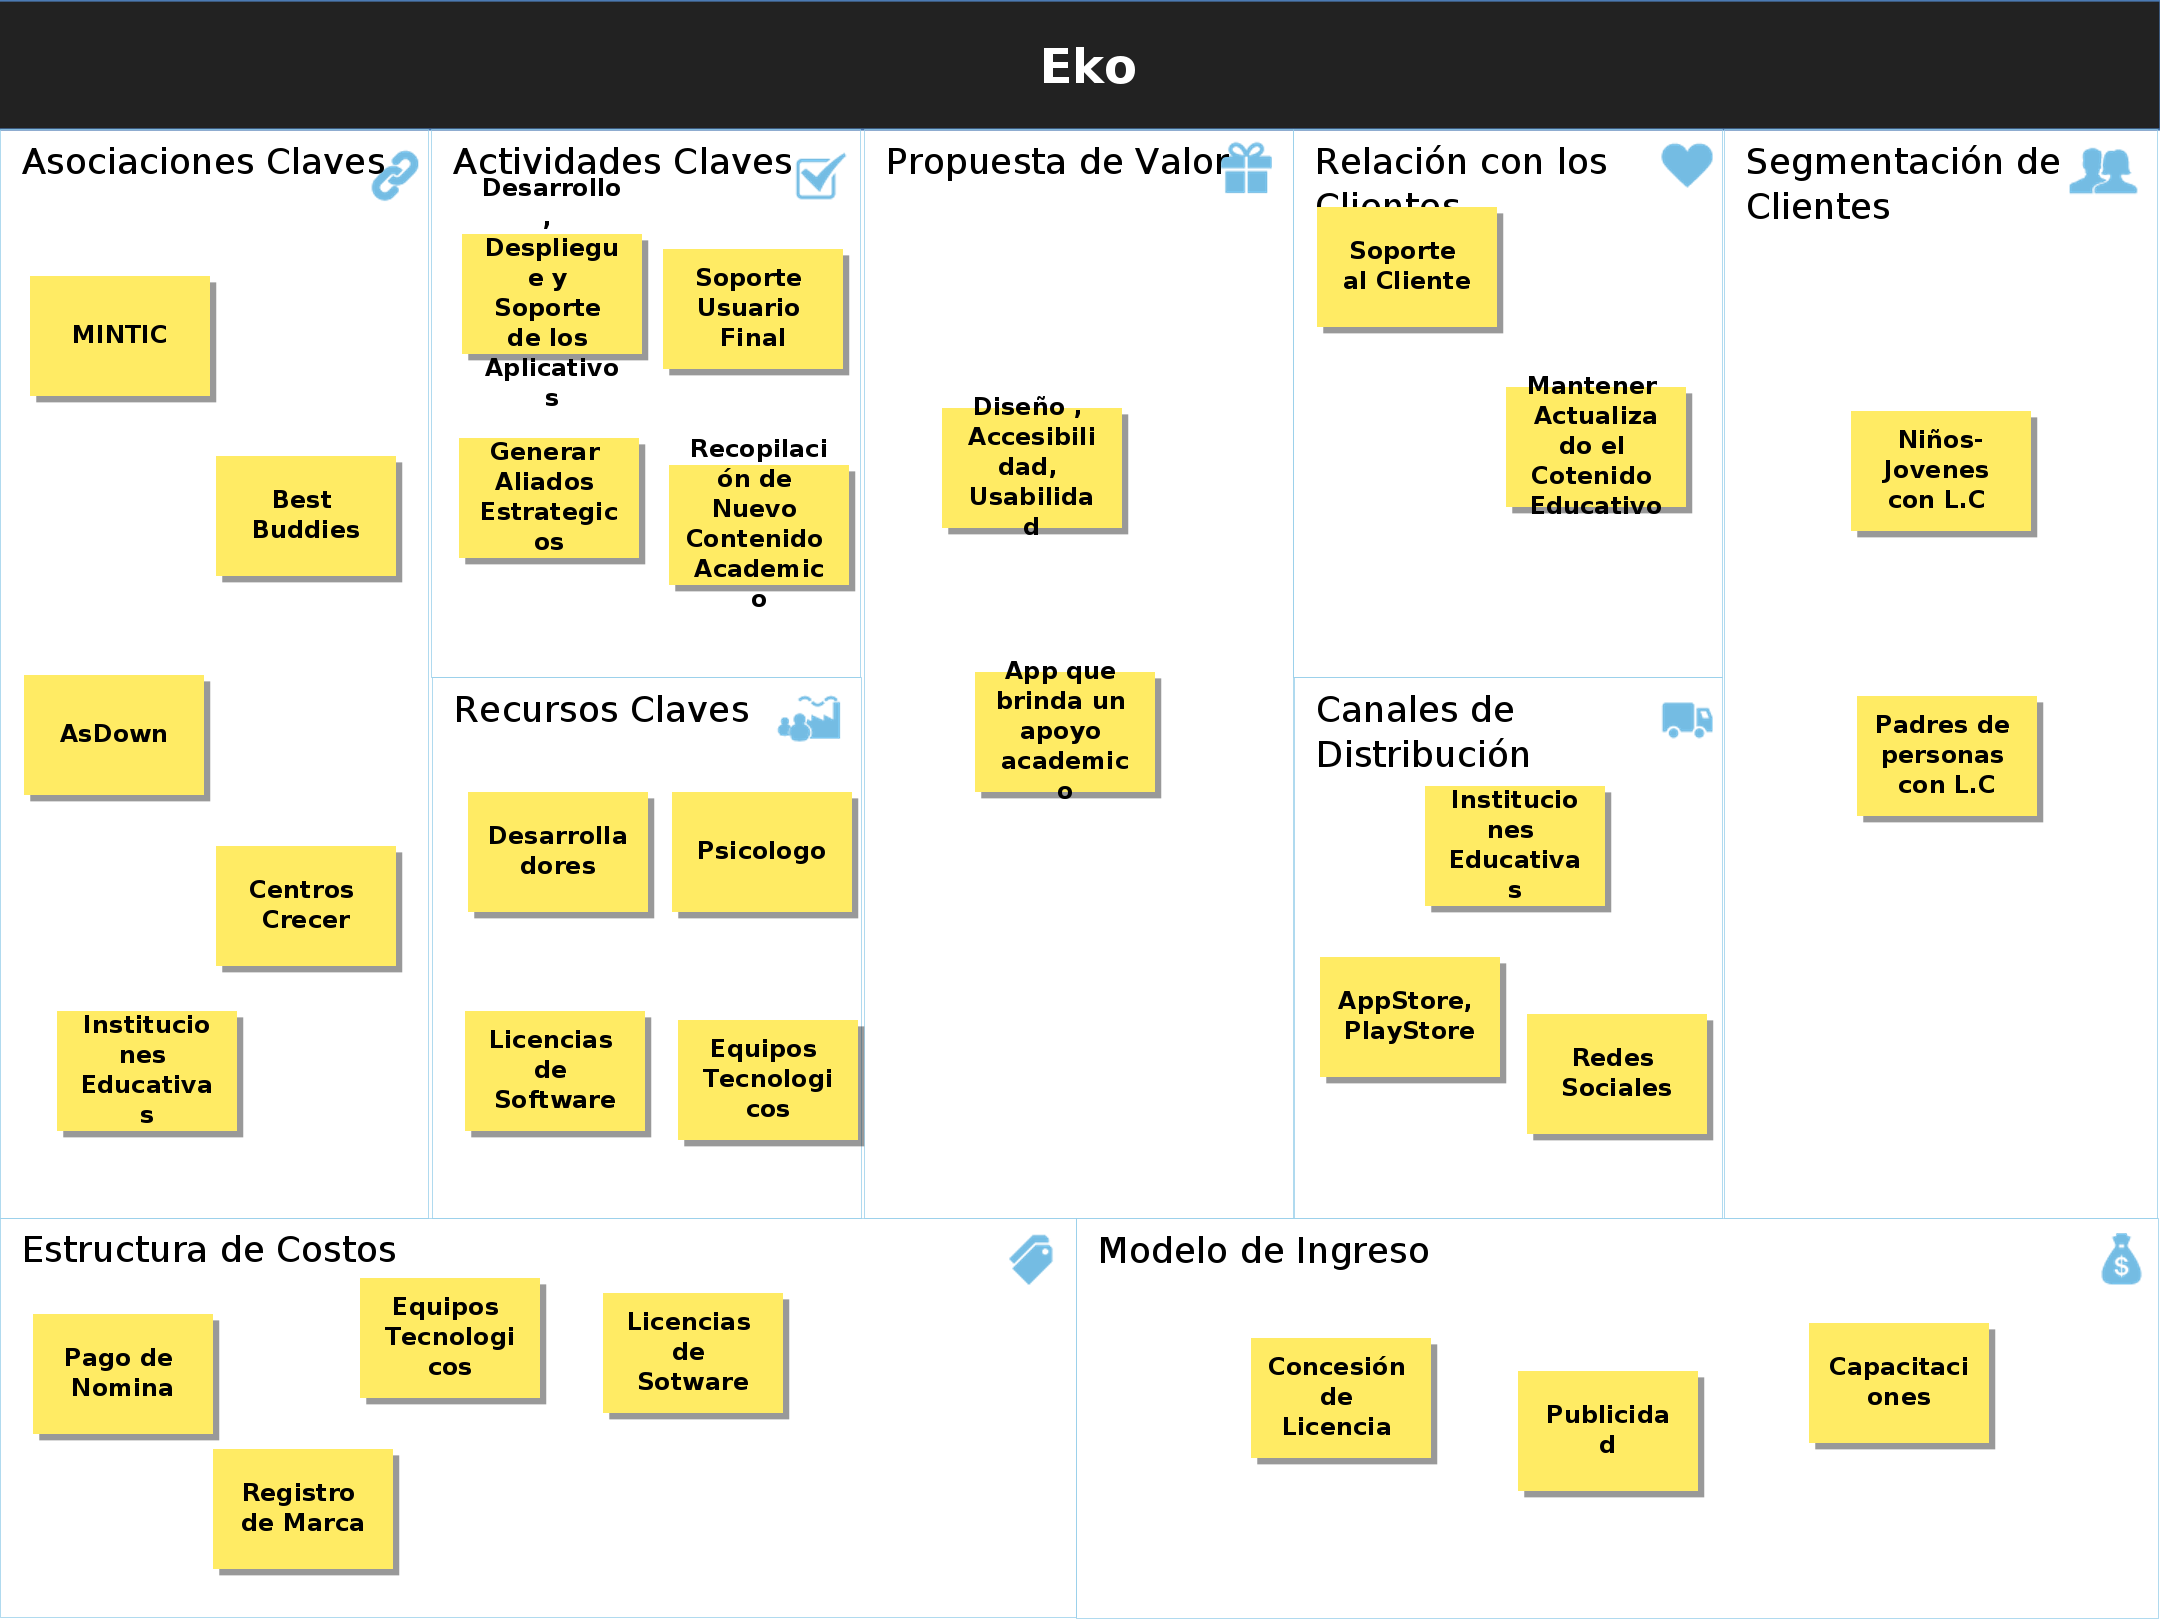 Eko
Asociaciones Claves
MINTIC
Best
Buddies
AsDown
Centros
Crecer
Institucio
nes
Educativa
s
Actividades Claves
Desarrollo
,
Despliegu
e y
Soporte
de los
Aplicativo
s
Soporte
Usuario
Final
Generar
Aliados
Estrategic
os
Recopilaci
ón de
Nuevo
Contenido
Academic
o
Recursos Claves
Desarrolla
dores
Psicologo
Licencias
de
Software
Equipos
Tecnologi
cos
Propuesta de Valor
Diseño ,
Accesibili
dad,
Usabilida
d
App que
brinda un
apoyo
academic
o
Relación con los
Clientes
Soporte
al Cliente
Mantener
Actualiza
do el
Cotenido
Educativo
Canales de
Distribución
Institucio
nes
Educativa
s
AppStore,
PlayStore
Redes
Sociales
Segmentación de
Clientes
Niños-
Jovenes
con L.C
Padres de
personas
con L.C
Estructura de Costos
Pago de
Nomina
Equipos
Tecnologi
cos
Licencias
de
Sotware
Registro
de Marca
Modelo de Ingreso
$
Concesión
de
Licencia
Publicida
d
Capacitaci
ones